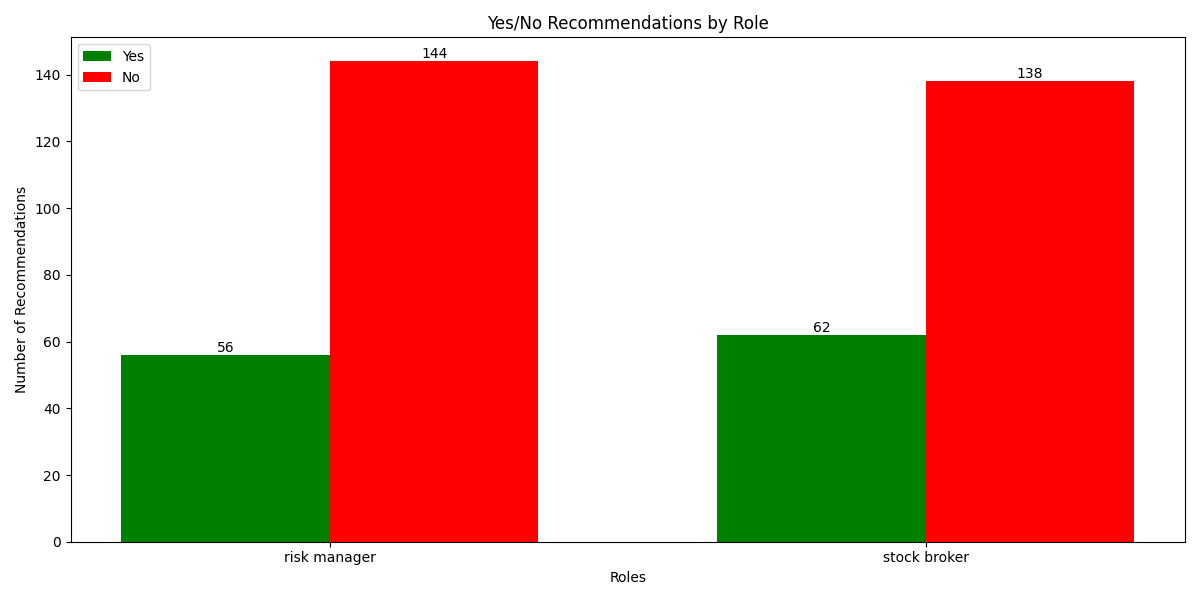 Yes/No Recommendations by Role
Yes
No
144
138
56
62
140
120
100
80
60
40
20
0
Number of Recommendations
risk manager
stock broker
Roles